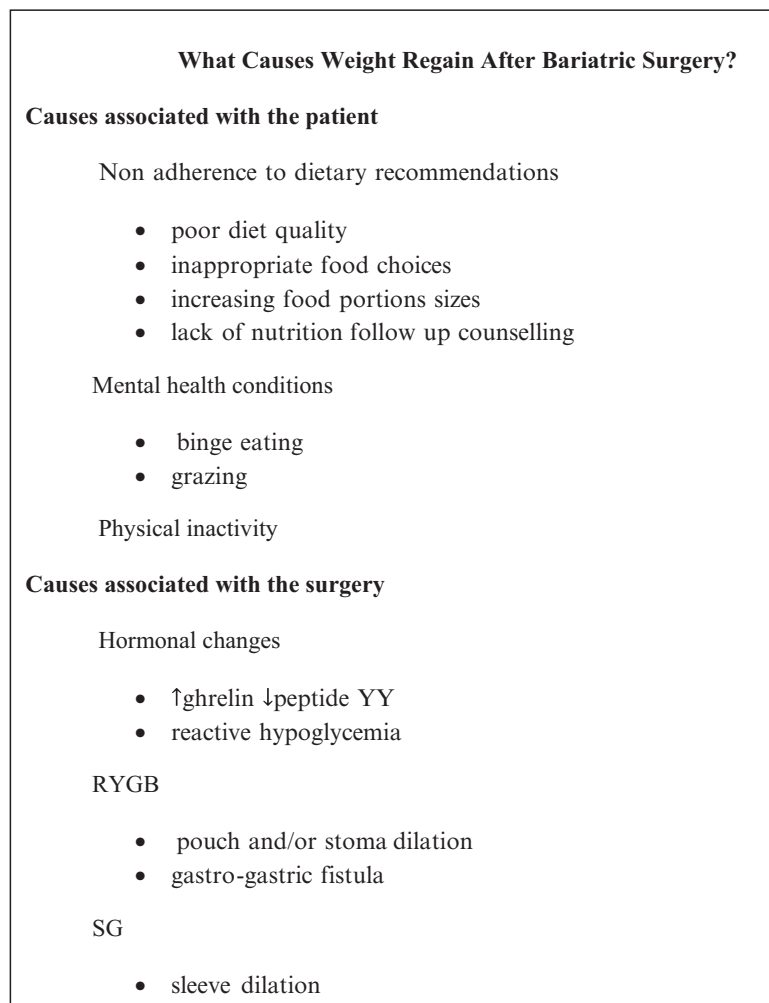 What Causes Weight Regain After Bariatric Surgery?
Causes associated with the patient
Non adherence to dietary recommendations
• poor diet quality
• inappropriate food choices
• increasing food portions sizes
• lack of nutrition follow up counselling
Mental health conditions
• binge eating
• grazing
Physical inactivity
Causes associated with the surgery
Hormonal changes
• ↑ghrelin ↓peptide YY
• reactive hypoglycemia
RYGB
• pouch and/or stoma dilation
• gastro-gastric fistula
SG
• sleeve dilation